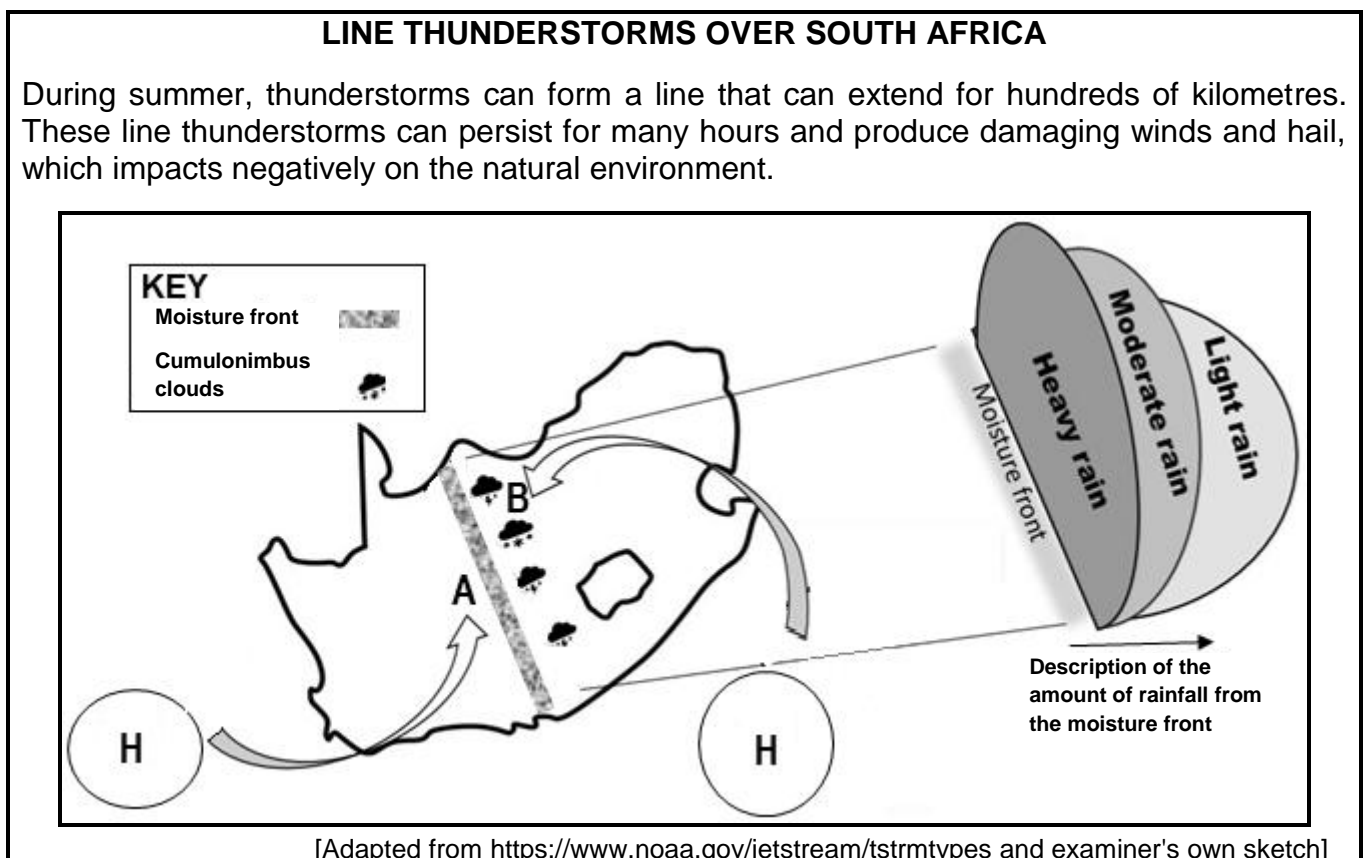 LINE THUNDERSTORMS OVER SOUTH AFRICA
During summer, thunderstorms can form a line that can extend for hundreds of kilometres.
These line thunderstorms can persist for many hours and produce damaging winds and hail,
which impacts negatively on the natural environment.
KEY
Moisture front
Cumulonimbus
clouds
Heavy rain
Moderate rain
Light rain
Moisture front
B
A
H
H
Description of the
amount of rainfall from
the moisture front
[Adapted from https://www.noaa.gov/jetstream/tstrmtypes and examiner's own sketch]